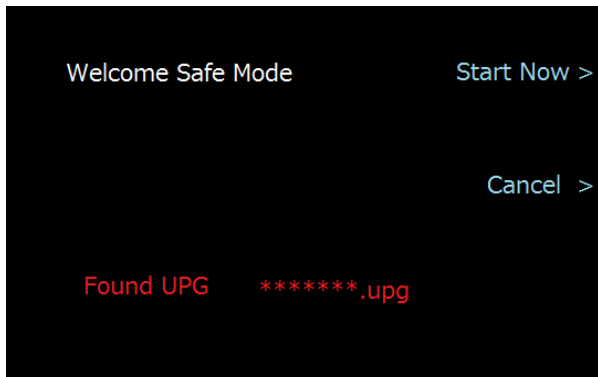 Welcome Safe Mode
Start Now >
Cancel >
Found UPG *******.upg